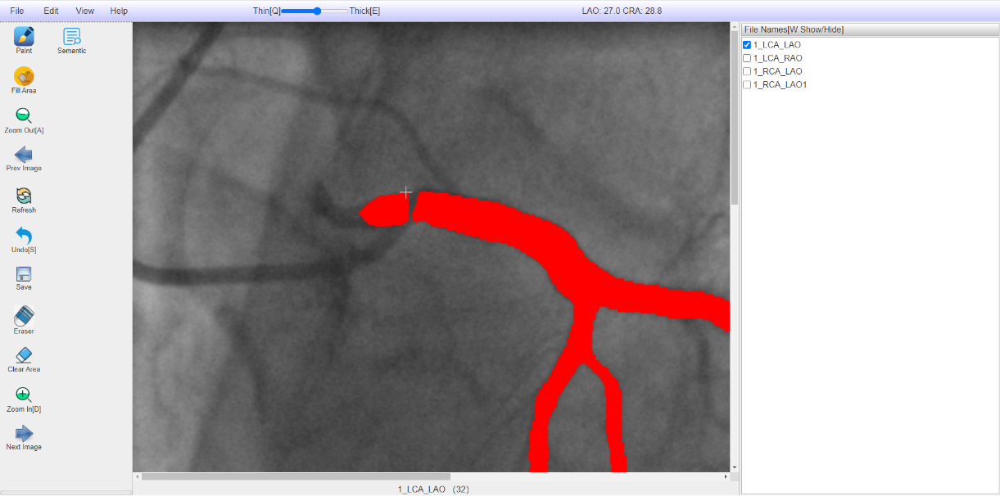 File Edit View Help Thin[Q] Thick[E] LAO: 27.0 CRA: 28.8
Paint Semantic
Fill Area
Zoom Out[A]
Prev Image
Refresh
Undo[S]
Save
Eraser
Clear Area
Zoom In[D]
Next Image
1_LCA_LAO (32)
File Names[W Show/Hide]
1_LCA_LAO
1_LCA_RAO
1_RCA_LAO
1_RCA_LAO1